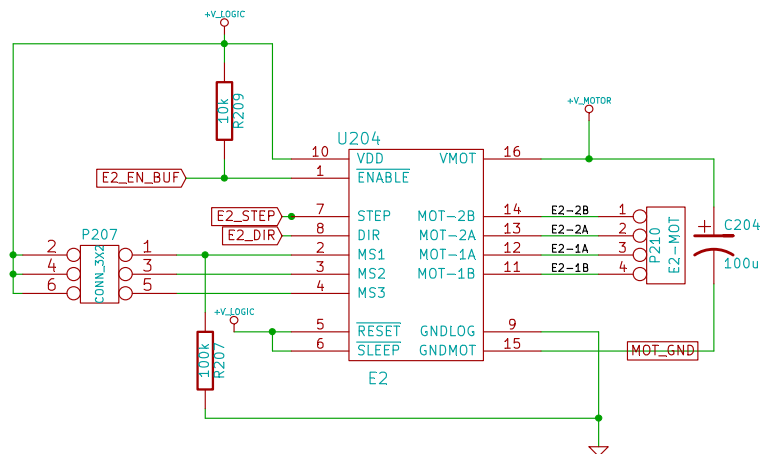 +V_LOGIC
10k
R209
+V_MOTOR
U204
10 VDD VMOT 16
E2_EN_BUF 1 ENABLE
E2_STEP 7 STEP MOT-2B 14 E2-2B 1
E2_DIR 8 DIR MOT-2A 13 E2-2A 2
2 MS1 MOT-1A 12 E2-1A 3
3 MS2 MOT-1B 11 E2-1B 4
4 MS3
P210
E2-MOT
+
C204
100u
P207
2 1
4 3
6 5
CONN_3X2
+V_LOGIC
5 RESET GNDLOG 9
6 SLEEP GNDMOT 15 MOT_GND
100k
R207
E2